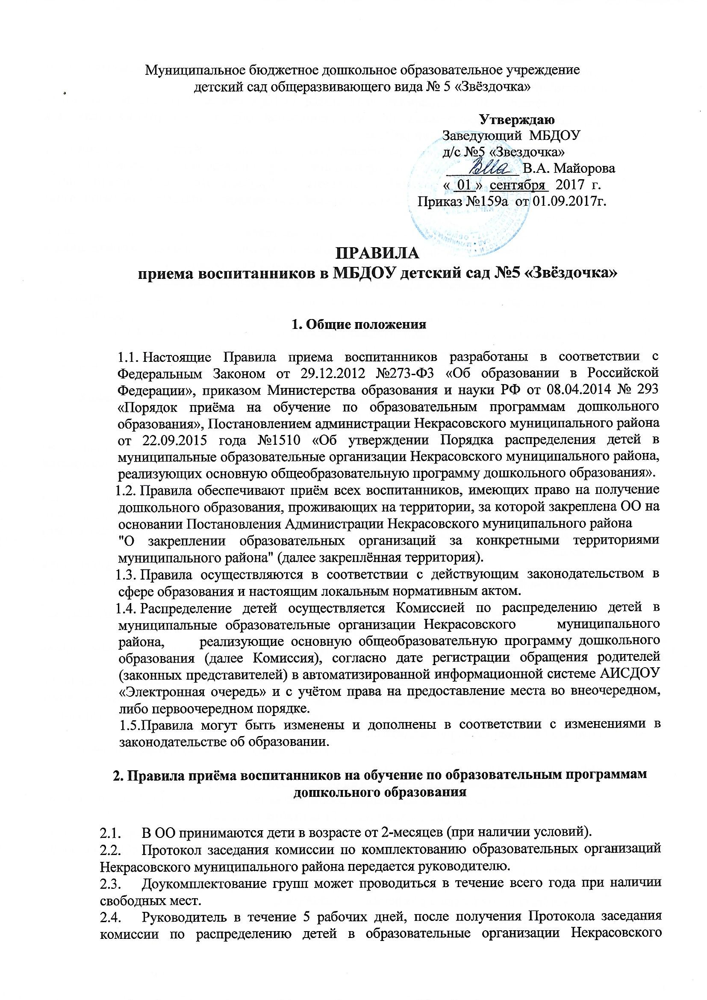 Муниципальное бюджетное дошкольное образовательное учреждение
детский сад общеразвивающего вида № 5 «Звёздочка»
Утверждаю
Заведующий МБДОУ
д/с №5 «Звездочка»
В.А. Майорова
« 01 » сентября 2017 г.
Приказ №159а от 01.09.2017г.
ПРАВИЛА
приема воспитанников в МБДОУ детский сад №5 «Звёздочка»
1. Общие положения
1.1. Настоящие Правила приема воспитанников разработаны в соответствии с
Федеральным Законом от 29.12.2012 №273-ФЗ «Об образовании в Российской
Федерации», приказом Министерства образования и науки РФ от 08.04.2014 № 293
«Порядок приёма на обучение по образовательным программам дошкольного
образования», Постановлением администрации Некрасовского муниципального района
от 22.09.2015 года №1510 «Об утверждении Порядка распределения детей в
муниципальные образовательные организации Некрасовского муниципального района,
реализующих основную общеобразовательную программу дошкольного образования».
1.2. Правила обеспечивают приём всех воспитанников, имеющих право на получение
дошкольного образования, проживающих на территории, за которой закреплена ОО на
основании Постановления Администрации Некрасовского муниципального района
"О закреплении образовательных организаций за конкретными территориями
муниципального района" (далее закреплённая территория).
1.3. Правила осуществляются в соответствии с действующим законодательством в
сфере образования и настоящим локальным нормативным актом.
1.4. Распределение детей осуществляется Комиссией по распределению детей в
муниципальные образовательные организации Некрасовского муниципального
района, реализующие основную общеобразовательную программу дошкольного
образования (далее Комиссия), согласно дате регистрации обращения родителей
(законных представителей) в автоматизированной информационной системе АИСДОУ
«Электронная очередь» и с учётом права на предоставление места во внеочередном,
либо первоочередном порядке.
1.5.Правила могут быть изменены и дополнены в соответствии с изменениями в
законодательстве об образовании.
2. Правила приёма воспитанников на обучение по образовательным программам
дошкольного образования
2.1. В ОО принимаются дети в возрасте от 2-месяцев (при наличии условий).
2.2. Протокол заседания комиссии по комплектованию образовательных организаций
Некрасовского муниципального района передается руководителю.
2.3. Доукомплектование групп может проводиться в течение всего года при наличии
свободных мест.
2.4. Руководитель в течение 5 рабочих дней, после получения Протокола заседания
комиссии по распределению детей в образовательные организации Некрасовского